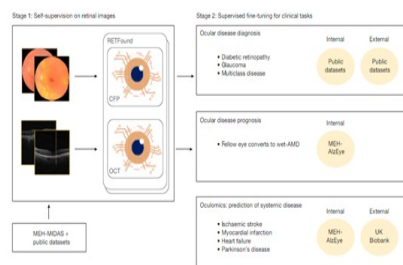 Stage 1: Self-supervision on retinal images
RETFound
CFP
OCT
MEH-MIDAS +
public datasets
Stage 2: Supervised fine-tuning for clinical tasks
Ocular disease diagnosis
• Diabetic retinopathy
• Glaucoma
• Multiclass disease
Internal
Public
datasets
External
Public
datasets
Ocular disease prognosis
• Fellow eye converts to wet-AMD
Internal
MEH-
AlzEye
Oculomics: prediction of systemic disease
• Ischaemic stroke
• Myocardial infarction
• Heart failure
• Parkinson's disease
Internal
MEH-
AlzEye
External
UK
Biobank